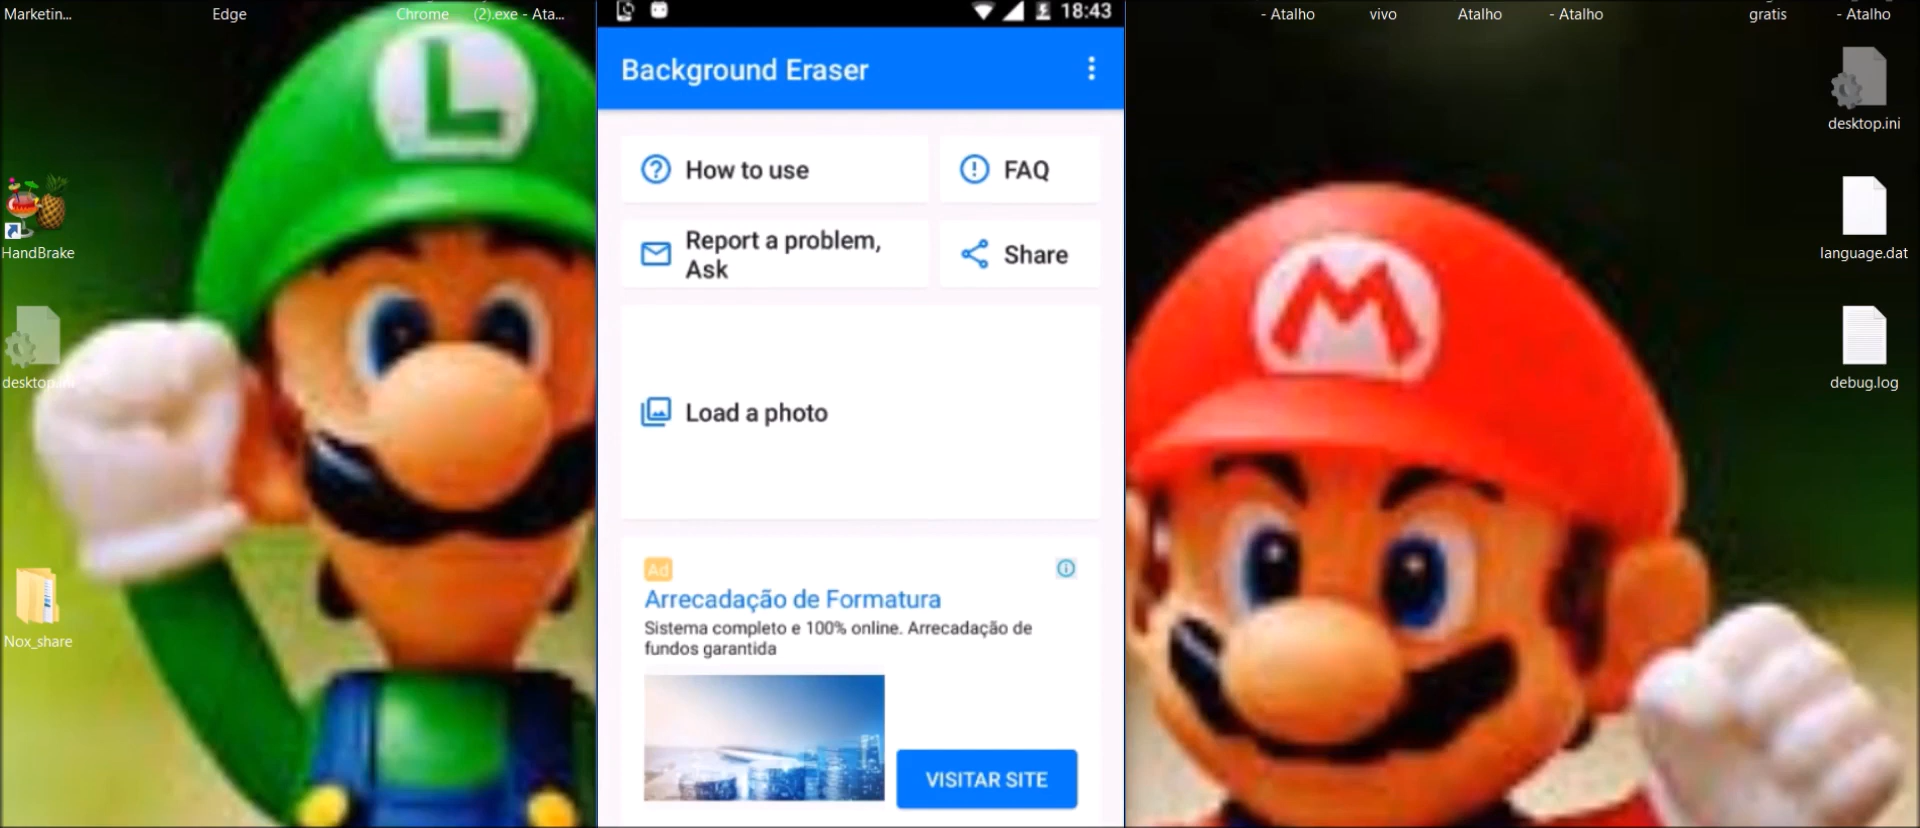 Marketin...
Edge
Chrome
(2).exe - Ata...
18:43
- Atalho
vivo
Atalho
- Atalho
gratis
- Atalho
L
Background Eraser
How to use
FAQ
Report a problem,
Ask
Share
Load a photo
Ad
Arrecadação de Formatura
Sistema completo e 100% online. Arrecadação de
fundos garantida
VISITAR SITE
HandBrake
desktop.ini
Nox_share
M
desktop.ini
language.dat
debug.log